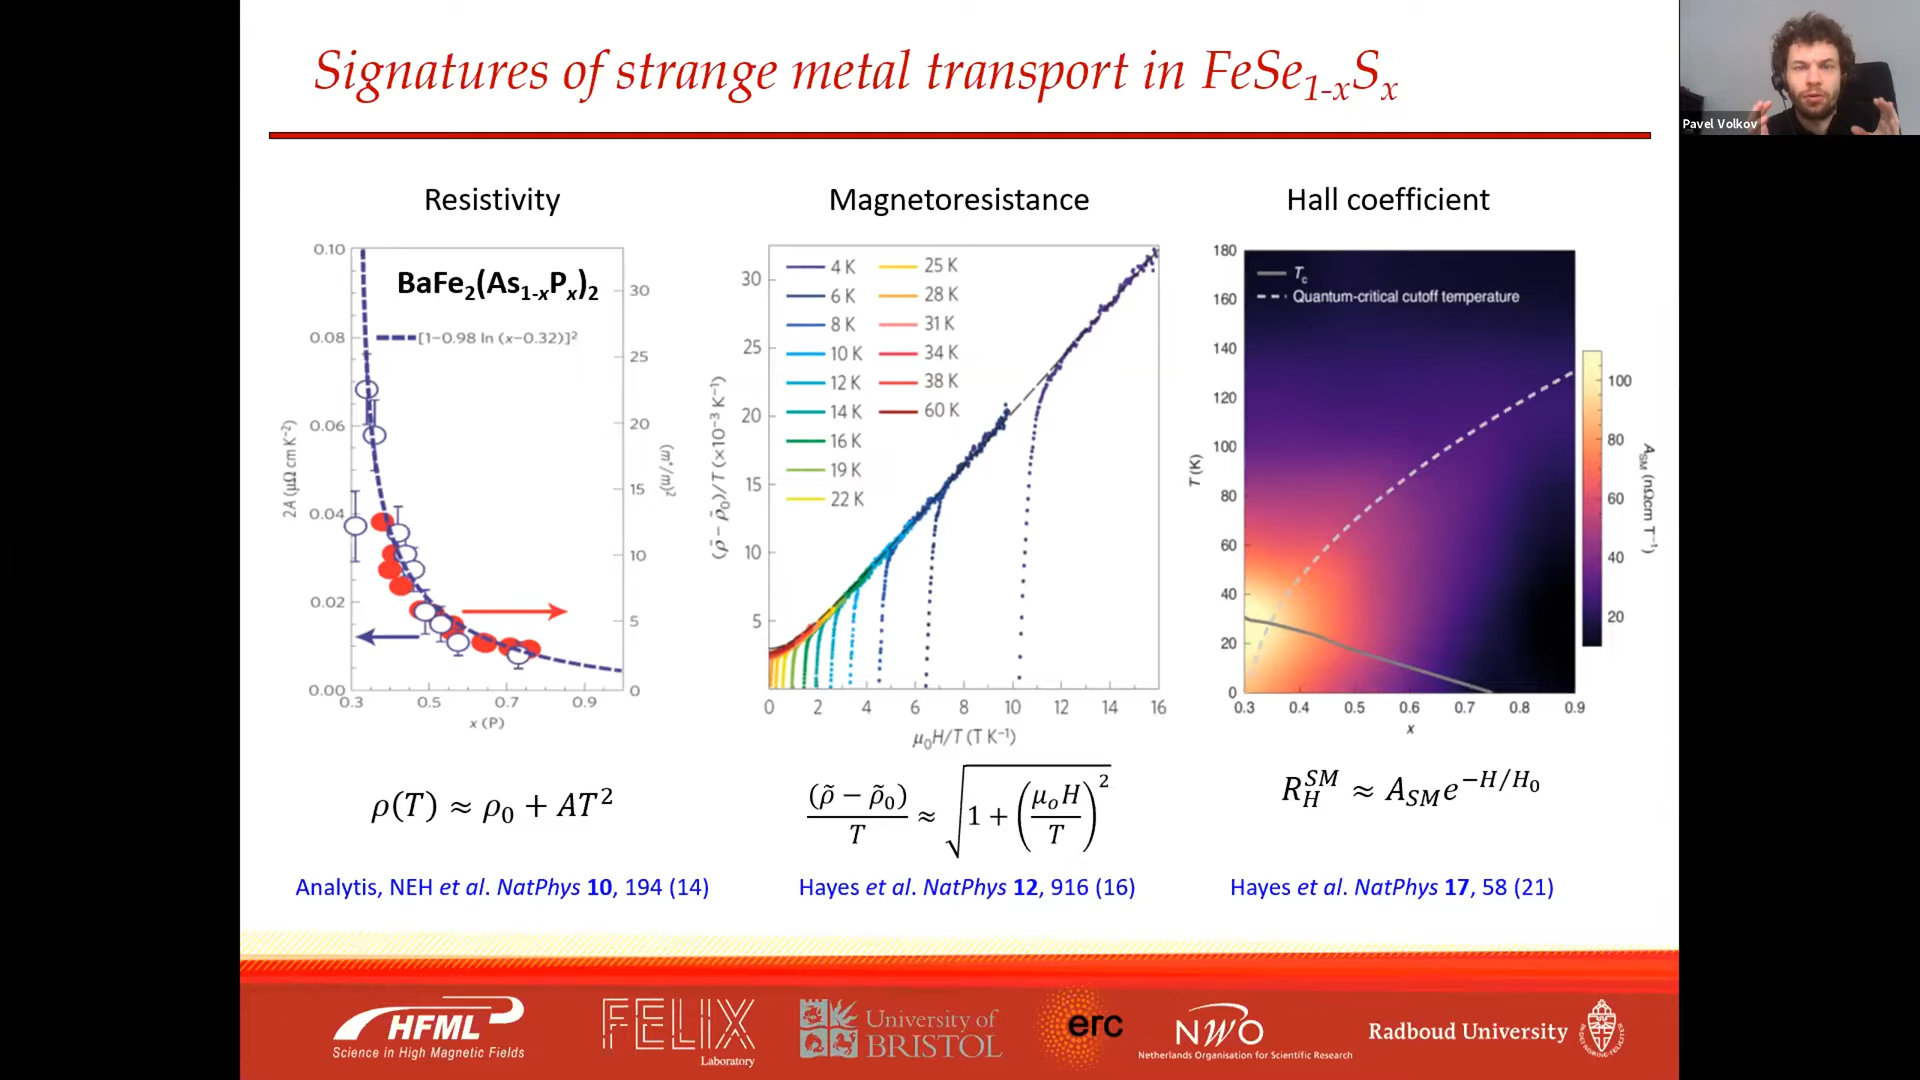 Signatures of strange metal transport in FeSe1-xSx
Pavel Volkov
Resistivity
Magnetoresistance
Hall coefficient
0.10
0.08
0.06
0.04
0.02
0.00
2A (μΩ cm K⁻²)
BaFe2(As1-xPx)2
[1−0.98 ln (x−0.32)]²
30
25
20
15
10
5
0
(m*/m)²
0.3 0.5 0.7 0.9
x (P)
30
25
20
15
10
5
(ρ̃ − ρ̃0)/T (×10⁻³ K⁻¹)
4 K 25 K
6 K 28 K
8 K 31 K
10 K 34 K
12 K 38 K
14 K 60 K
16 K
19 K
22 K
0 2 4 6 8 10 12 14 16
μ0H/T (T K⁻¹)
180
160
140
120
100
80
60
40
20
0
T (K)
Tc
Quantum-critical cutoff temperature
0.3 0.4 0.5 0.6 0.7 0.8 0.9
x
100
80
60
40
20
ASM (nΩcm T⁻¹)
ρ(T) ≈ ρ0 + AT²
(ρ̃ − ρ̃0)/T ≈ √(1 + (μoH/T)²)
R_H^SM ≈ A_SM e^(−H/H0)
Analytis, NEH et al. NatPhys 10, 194 (14)
Hayes et al. NatPhys 12, 916 (16)
Hayes et al. NatPhys 17, 58 (21)
HFML
Science in High Magnetic Fields
FELIX
Laboratory
University of
BRISTOL
erc
NWO
Netherlands Organisation for Scientific Research
Radboud University